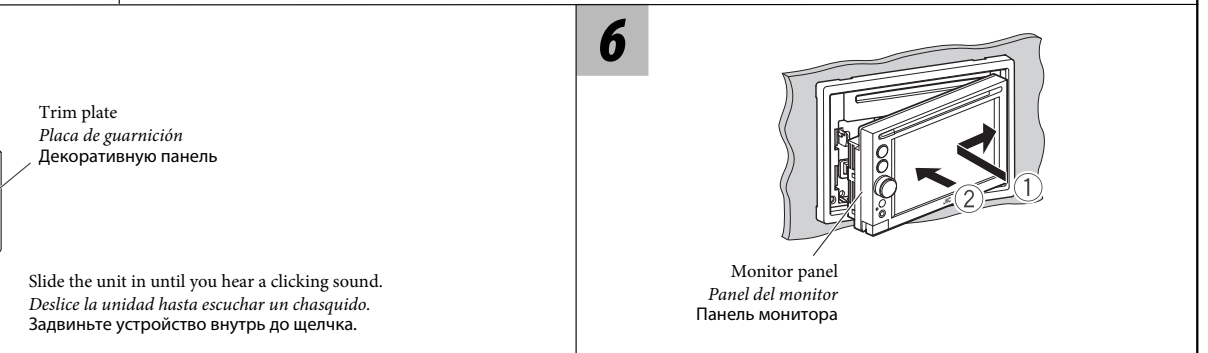 Trim plate
Placa de guarnición
Декоративную панель
Slide the unit in until you hear a clicking sound.
Deslice la unidad hasta escuchar un chasquido.
Задвиньте устройство внутрь до щелчка.
6
1
2
JVC
Monitor panel
Panel del monitor
Панель монитора